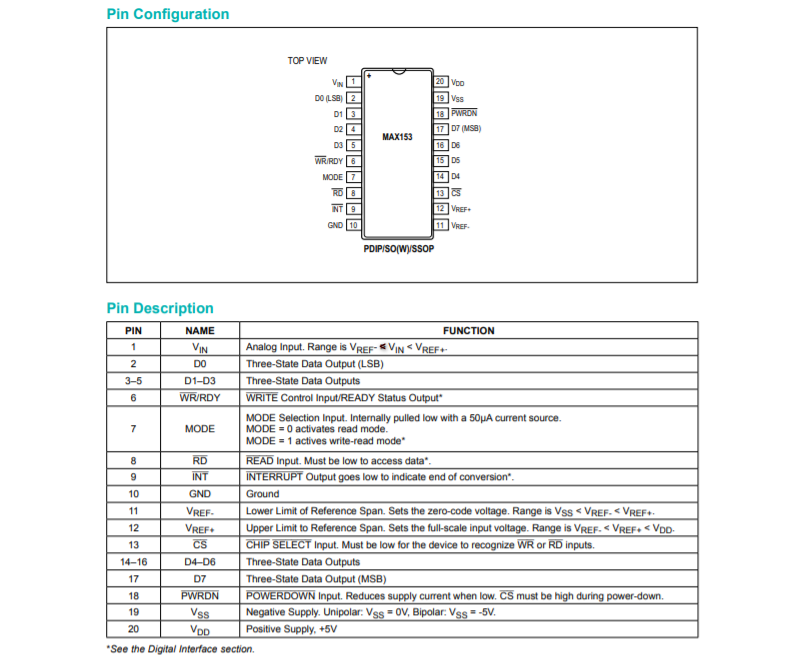 Pin Configuration
TOP VIEW
VIN 1 + 20 VDD
D0 (LSB) 2 19 VSS
D1 3 18 PWRDN
D2 4 17 D7 (MSB)
MAX153
D3 5 16 D6
WR/RDY 6 15 D5
MODE 7 14 D4
RD 8 13 CS
INT 9 12 VREF+
GND 10 11 VREF-
PDIP/SO(W)/SSOP
Pin Description
PIN NAME FUNCTION
1 VIN Analog Input. Range is VREF- ≤ VIN < VREF+.
2 D0 Three-State Data Output (LSB)
3–5 D1–D3 Three-State Data Outputs
6 WR/RDY WRITE Control Input/READY Status Output*
7 MODE MODE Selection Input. Internally pulled low with a 50µA current source.
MODE = 0 activates read mode.
MODE = 1 actives write-read mode*
8 RD READ Input. Must be low to access data*.
9 INT INTERRUPT Output goes low to indicate end of conversion*.
10 GND Ground
11 VREF- Lower Limit of Reference Span. Sets the zero-code voltage. Range is VSS < VREF- < VREF+.
12 VREF+ Upper Limit to Reference Span. Sets the full-scale input voltage. Range is VREF- < VREF+ < VDD.
13 CS CHIP SELECT Input. Must be low for the device to recognize WR or RD inputs.
14–16 D4–D6 Three-State Data Outputs
17 D7 Three-State Data Output (MSB)
18 PWRDN POWERDOWN Input. Reduces supply current when low. CS must be high during power-down.
19 VSS Negative Supply. Unipolar: VSS = 0V, Bipolar: VSS = -5V.
20 VDD Positive Supply, +5V
*See the Digital Interface section.